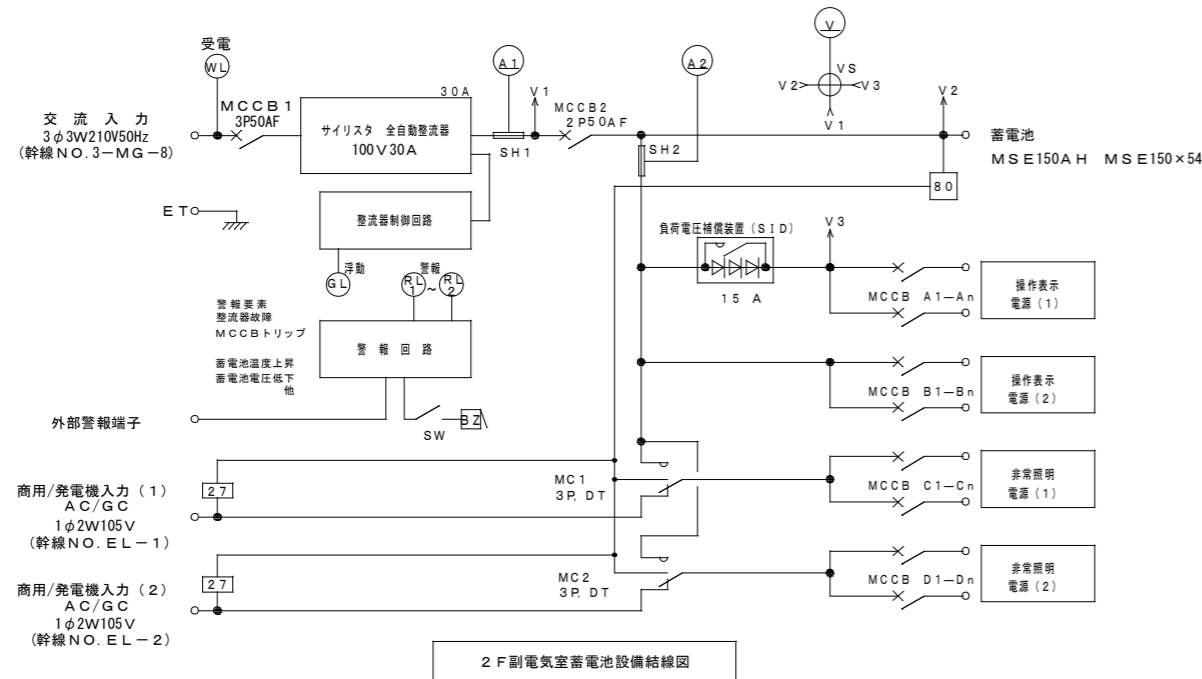 受電
WL
A1
V
A2
VS
V2
V3
V1
V1
V2
30A
MCCB1
3P50AF
MCCB2
2P50AF
交流入力
3φ3W210V50Hz
(幹線NO.3-MG-8)
サイリスタ 全自動整流器
100V30A
SH1
SH2
蓄電池
MSE150AH MSE150×54
80
ET
整流器制御回路
負荷電圧補償装置(SID)
15A
V3
浮動
GL
警報
RL1
~
RL2
MCCB A1-An
操作表示
電源(1)
警報要素
整流器故障
MCCBトリップ
蓄電池温度上昇
蓄電池電圧低下
他
警報回路
MCCB B1-Bn
操作表示
電源(2)
外部警報端子
SW
BZ
商用/発電機入力(1)
AC/GC
1φ2W105V
(幹線NO.EL-1)
27
MC1
3P,DT
MCCB C1-Cn
非常照明
電源(1)
商用/発電機入力(2)
AC/GC
1φ2W105V
(幹線NO.EL-2)
27
MC2
3P,DT
MCCB D1-Dn
非常照明
電源(2)
2F副電気室蓄電池設備結線図